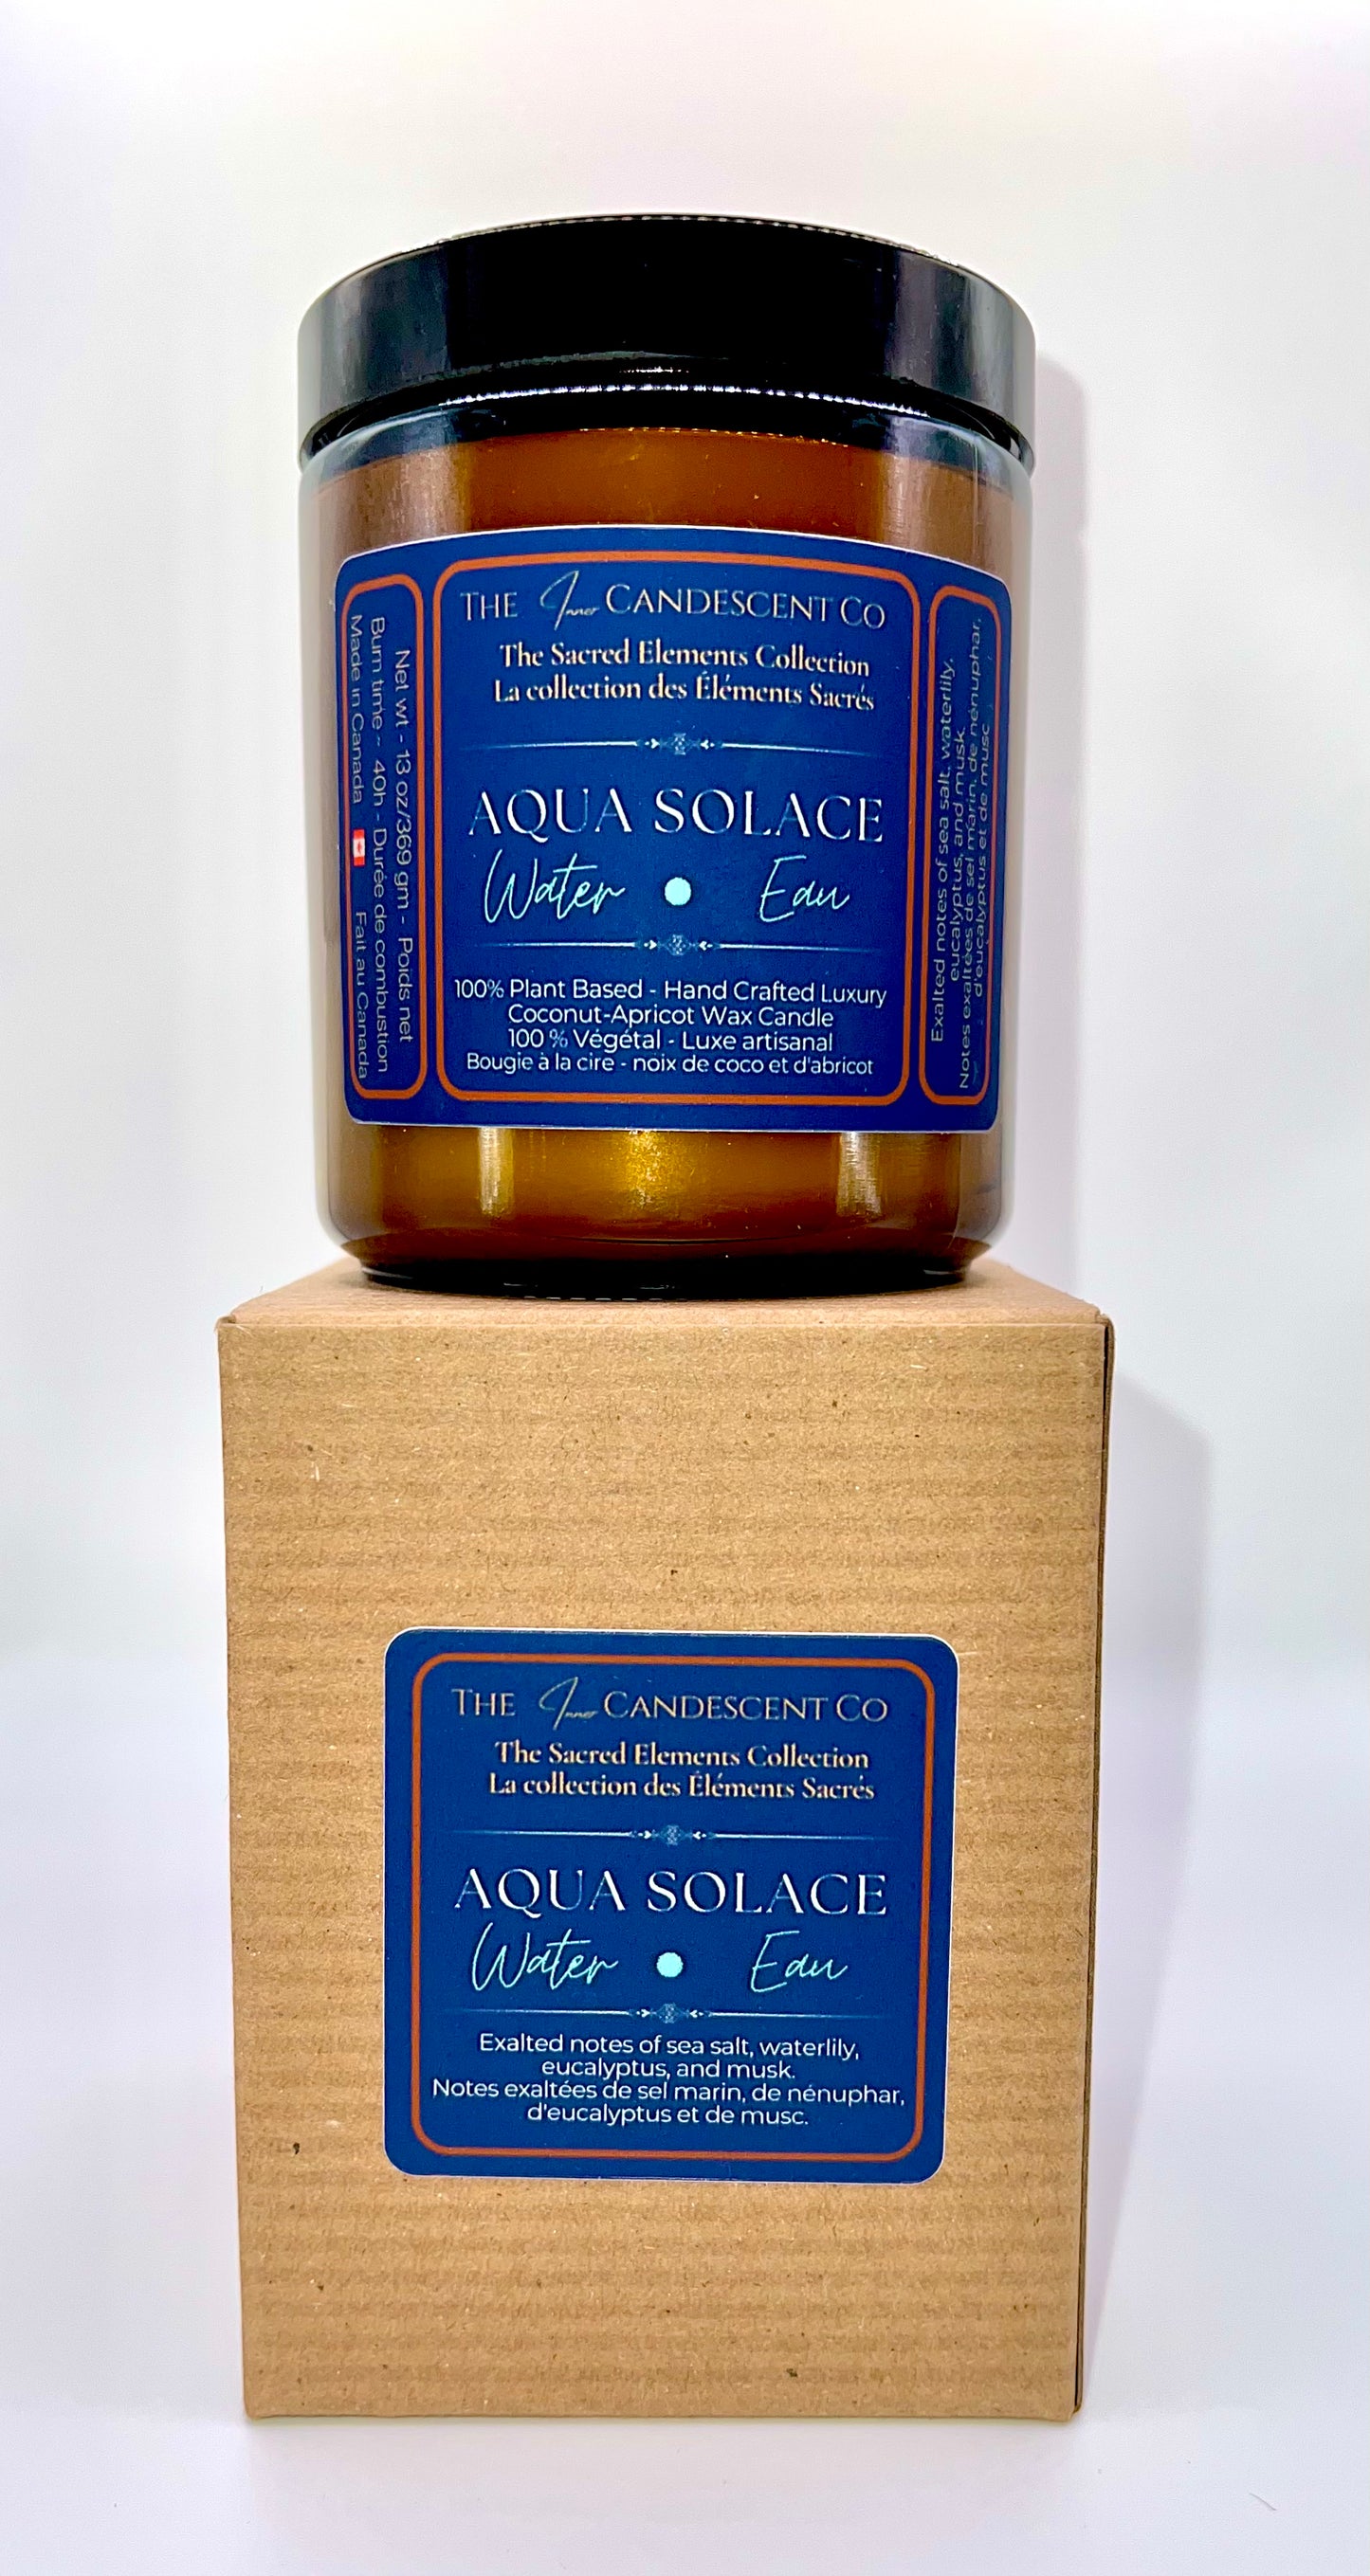 THE Inner CANDESCENT CO
The Sacred Elements Collection
La collection des Éléments Sacrés
AQUA SOLACE
Water Eau
100% Plant Based - Hand Crafted Luxury
Coconut-Apricot Wax Candle
100 % Végétal - Luxe artisanal
Bougie à la cire - noix de coco et d'abricot
Net wt - 13 oz/369 gm - Poids net
Burn time - 40h - Durée de combustion
Made in Canada Fait au Canada
Exalted notes of sea salt, waterlily,
eucalyptus, and musk.
Notes exaltées de sel marin, de nénuphar,
d'eucalyptus et de musc.
THE Inner CANDESCENT CO
The Sacred Elements Collection
La collection des Éléments Sacrés
AQUA SOLACE
Water Eau
Exalted notes of sea salt, waterlily,
eucalyptus, and musk.
Notes exaltées de sel marin, de nénuphar,
d'eucalyptus et de musc.